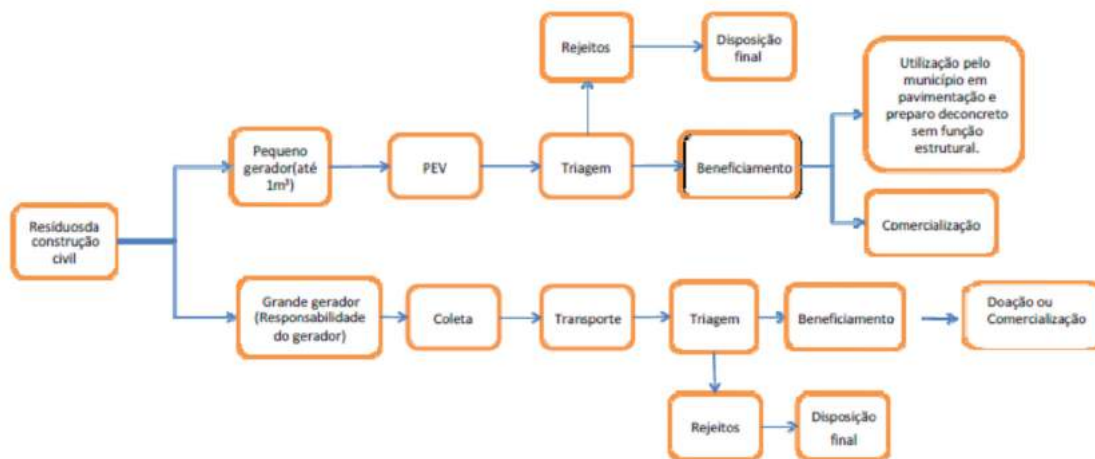 Rejeitos
Disposição
final
Utilização pelo
município em
pavimentação e
preparo deconcreto
sem função
estrutural.
Pequeno
gerador(até
1m³)
PEV
Triagem
Beneficiamento
Comercialização
Resíduosda
construção
civil
Grande gerador
(Responsabilidade
do gerador)
Coleta
Transporte
Triagem
Beneficiamento
Doação ou
Comercialização
Rejeitos
Disposição
final